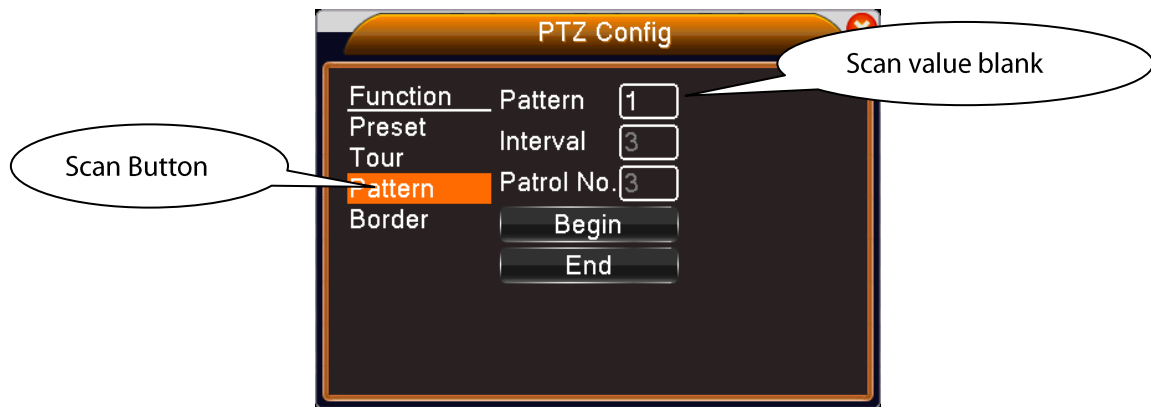 PTZ Config
Scan value blank
Function Pattern 1
Preset
Interval 3
Tour
Scan Button
Pattern Patrol No. 3
Border Begin
End